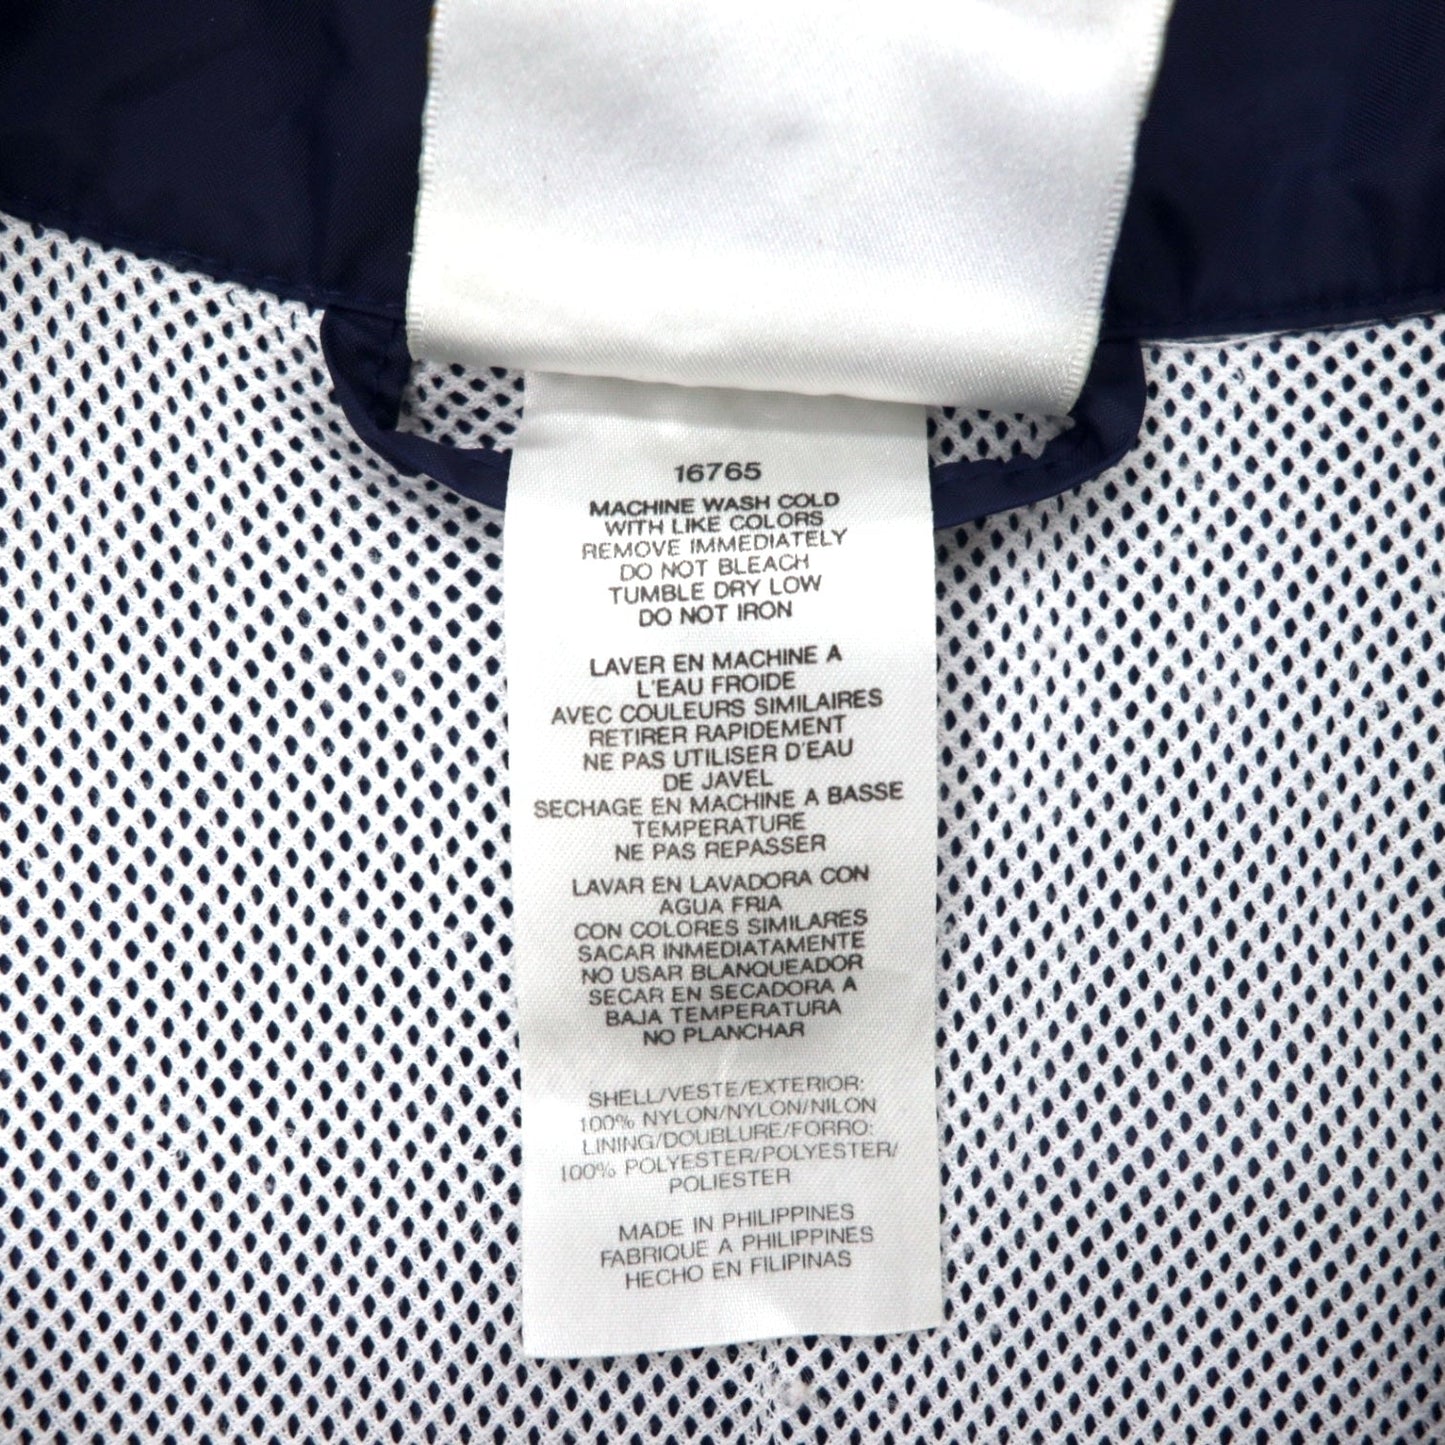 16765
MACHINE WASH COLD
WITH LIKE COLORS
REMOVE IMMEDIATELY
DO NOT BLEACH
TUMBLE DRY LOW
DO NOT IRON
LAVER EN MACHINE A
L'EAU FROIDE
AVEC COULEURS SIMILAIRES
RETIRER RAPIDEMENT
NE PAS UTILISER D'EAU
DE JAVEL
SECHAGE EN MACHINE A BASSE
TEMPERATURE
NE PAS REPASSER
LAVAR EN LAVADORA CON
AGUA FRIA
CON COLORES SIMILARES
SACAR INMEDIATAMENTE
NO USAR BLANQUEADOR
SECAR EN SECADORA A
BAJA TEMPERATURA
NO PLANCHAR
SHELL/VESTE/EXTERIOR:
100% NYLON/NYLON/NILON
LINING/DOUBLURE/FORRO:
100% POLYESTER/POLYESTER/
POLIESTER
MADE IN PHILIPPINES
FABRIQUE A PHILIPPINES
HECHO EN FILIPINAS